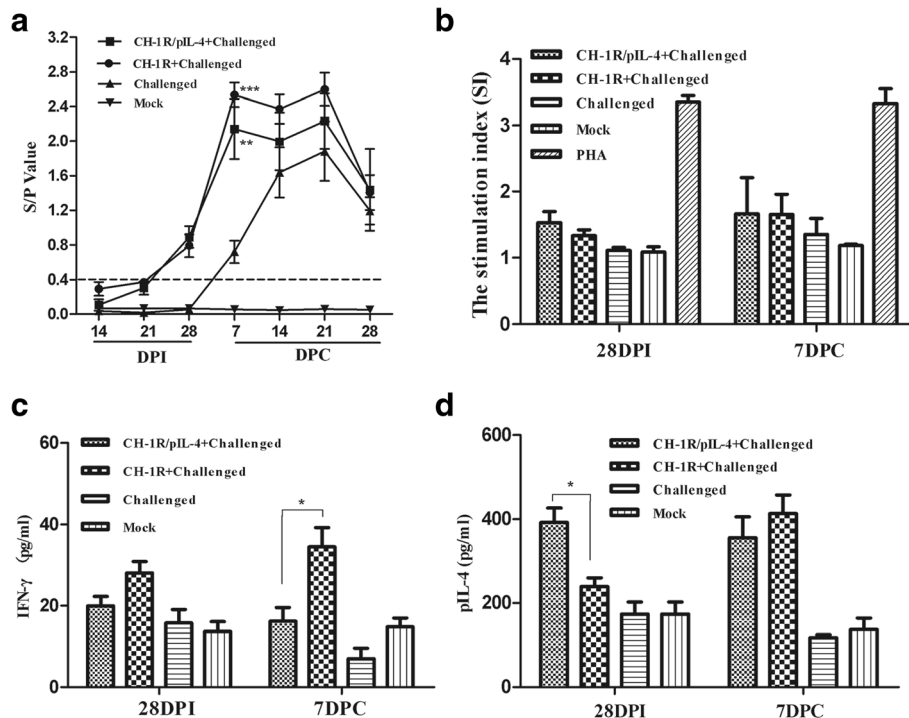 a
CH-1R/pIL-4+Challenged
CH-1R+Challenged
Challenged
Mock
S/P Value
3.2
2.8
2.4
2.0
1.6
1.2
0.8
0.4
0.0
***
**
14 21 28 7 14 21 28
DPI DPC
b
CH-1R/pIL-4+Challenged
CH-1R+Challenged
Challenged
Mock
PHA
The stimulation index (SI)
4
3
2
1
0
28DPI 7DPC
c
CH-1R/pIL-4+Challenged
CH-1R+Challenged
Challenged
Mock
IFN-γ (pg/ml)
60
40
20
0
*
28DPI 7DPC
d
CH-1R/pIL-4+Challenged
CH-1R+Challenged
Challenged
Mock
pIL-4 (pg/ml)
600
400
200
0
*
28DPI 7DPC